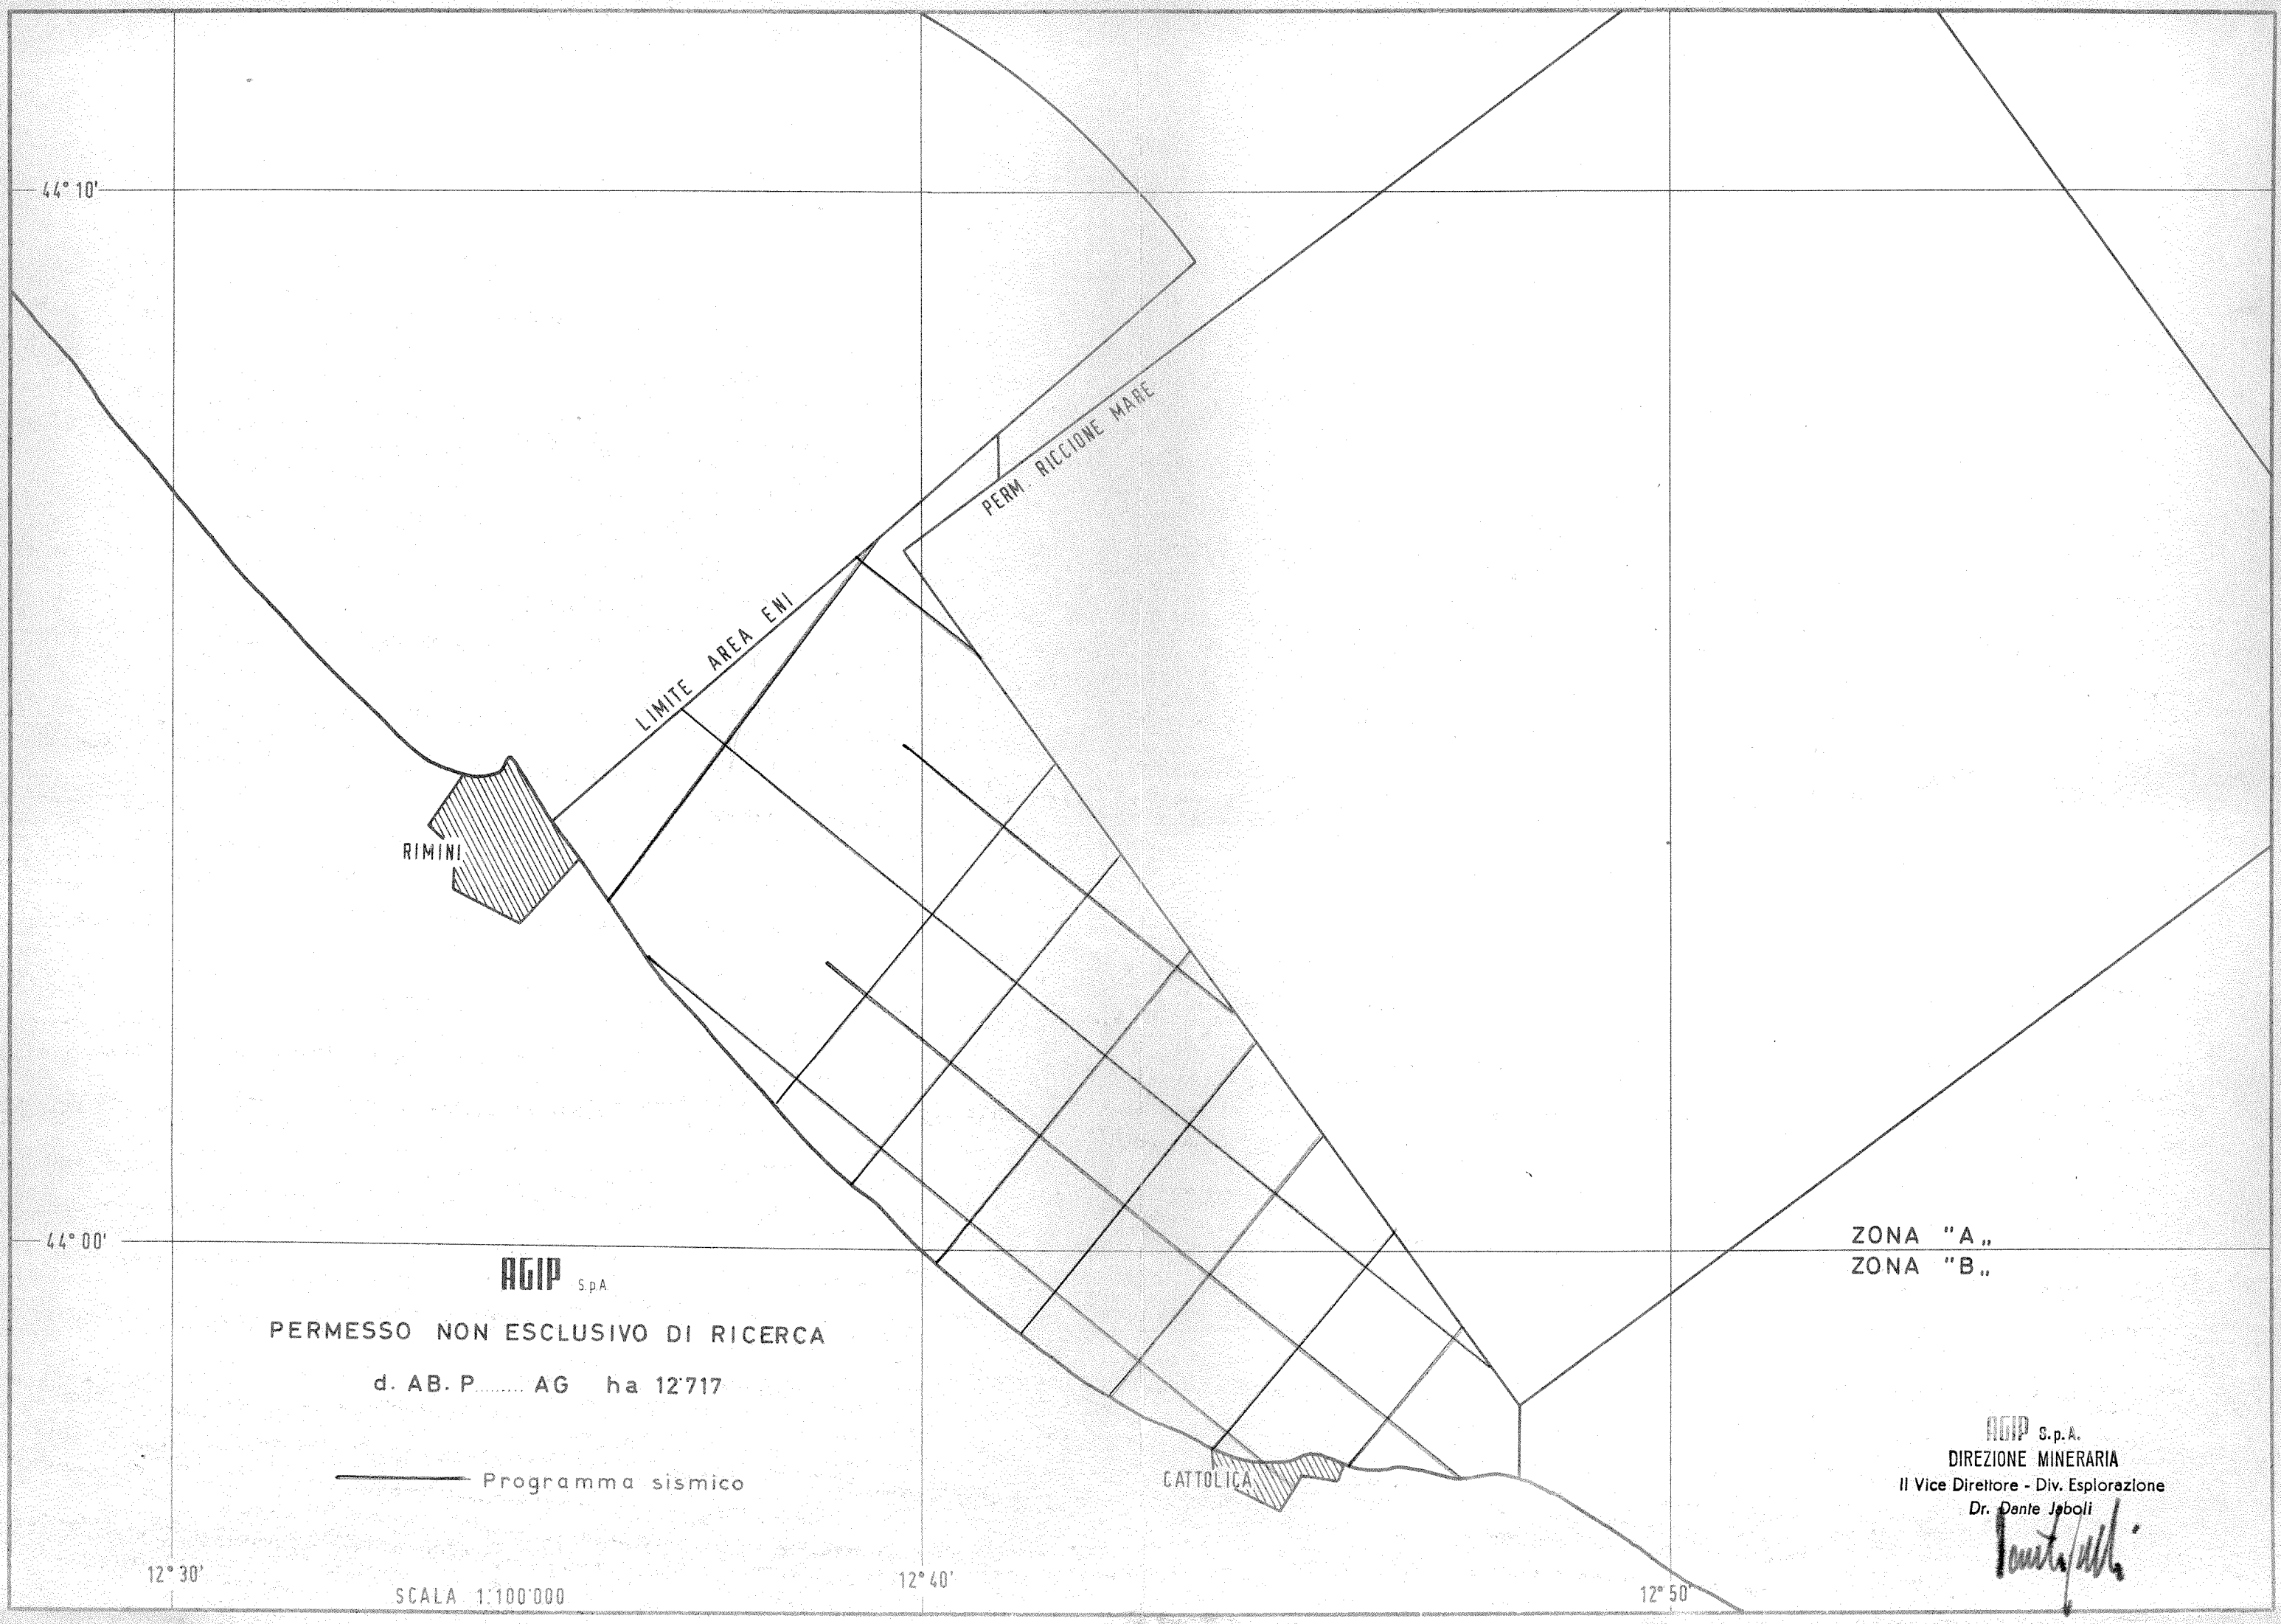 44° 10'
PERM. RICCIONE MARE
LIMITE AREA ENI
RIMINI
44° 00'
ZONA "A„
ZONA "B„
AGIP S.p.A.
PERMESSO NON ESCLUSIVO DI RICERCA
d. AB. P........ AG ha 12'717
Programma sismico
CATTOLICA
AGIP S.p.A.
DIREZIONE MINERARIA
Il Vice Direttore - Div. Esplorazione
Dr. Dante Jaboli
12° 30'
12° 40'
12° 50'
SCALA 1:100'000